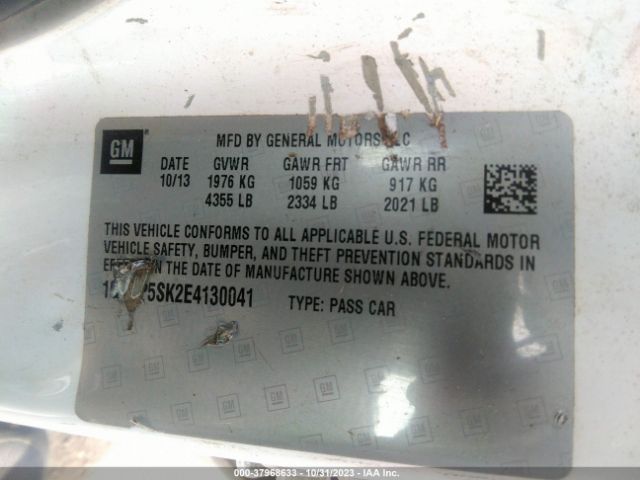 GM
MFD BY GENERAL MOTORS LLC
DATE GVWR GAWR FRT GAWR RR
10/13 1976 KG 1059 KG 917 KG
4355 LB 2334 LB 2021 LB
THIS VEHICLE CONFORMS TO ALL APPLICABLE U.S. FEDERAL MOTOR
VEHICLE SAFETY, BUMPER, AND THEFT PREVENTION STANDARDS IN
EFFECT ON THE DATE OF MANUFACTURE SHOWN ABOVE.
5SK2E4130041 TYPE: PASS CAR
000-37968633 - 10/31/2023 - IAA Inc.